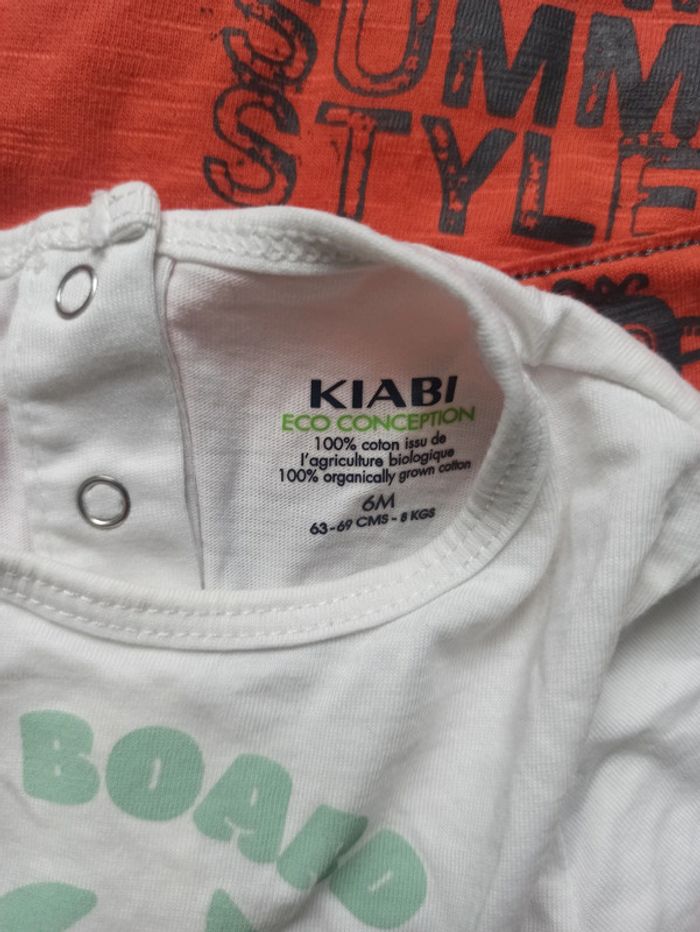 SUMM
STYLE
KIABI
ECO CONCEPTION
100% coton issu de
l'agriculture biologique
100% organically grown cotton
6M
63-69 CMS - 8 KGS
BOARD